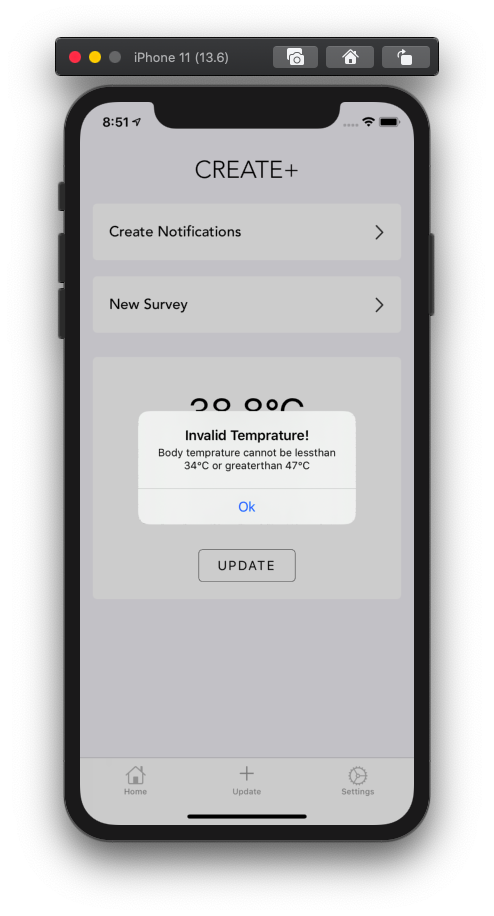 iPhone 11 (13.6)
8:51
CREATE+
Create Notifications
New Survey
38.8°C
Invalid Temprature!
Body temprature cannot be lessthan
34°C or greaterthan 47°C
Ok
UPDATE
Home
Update
Settings